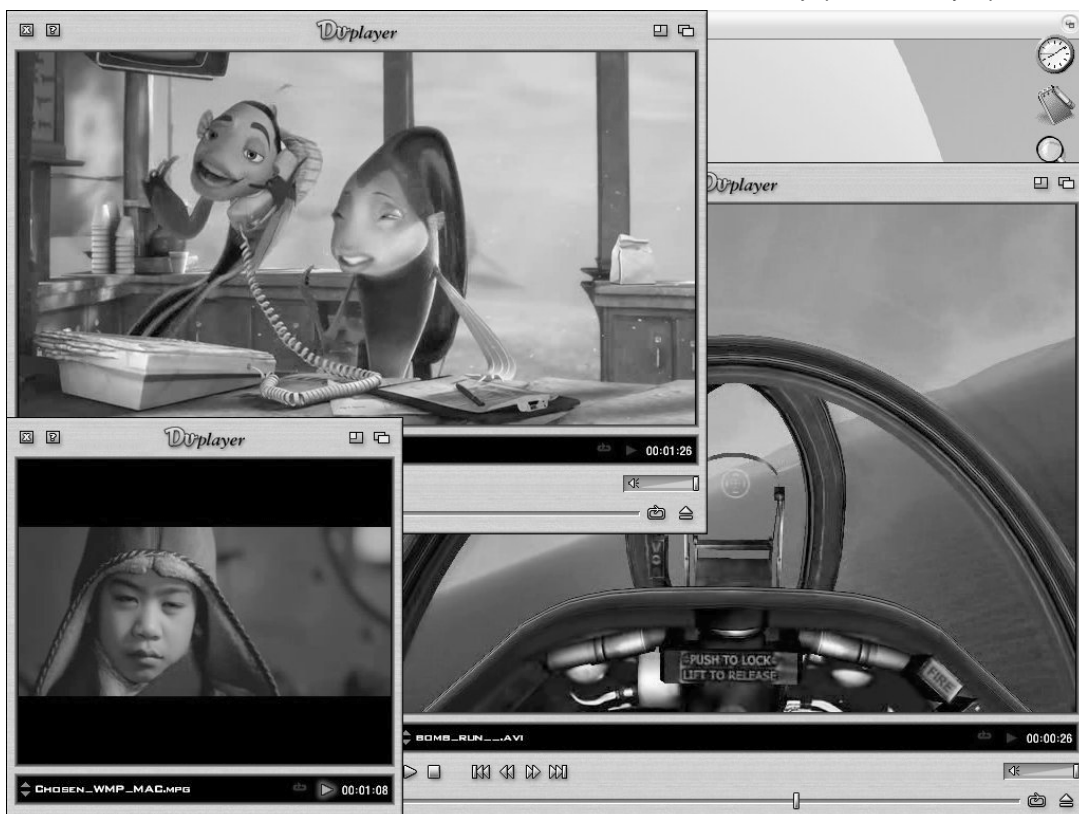 Dvplayer
Dvplayer
00:01:26
Dvplayer
PUSH TO LOCK
LIFT TO RELEASE
FIRE
BOMB_RUN__.AVI
00:00:26
CHOSEN_WMP_MAC.MPG
00:01:08